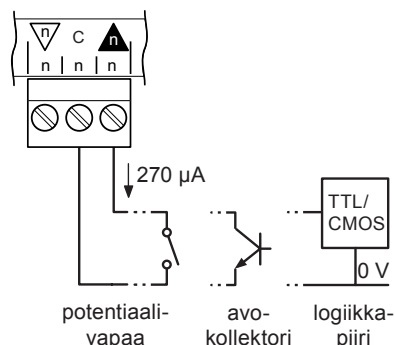 n C n
n n n
270 µA
TTL/
CMOS
0 V
potentiaali-
vapaa
avo-
kollektori
logiikka-
piiri